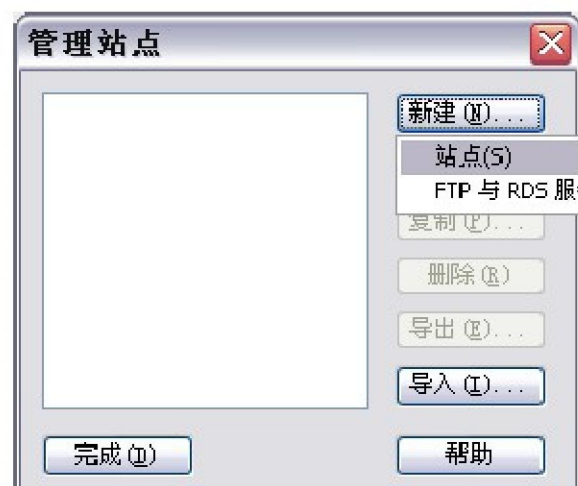 管理站点
新建(N)...
站点(S)
FTP 与 RDS 服
复制(P)...
删除(R)
导出(E)...
导入(I)...
完成(D)
帮助